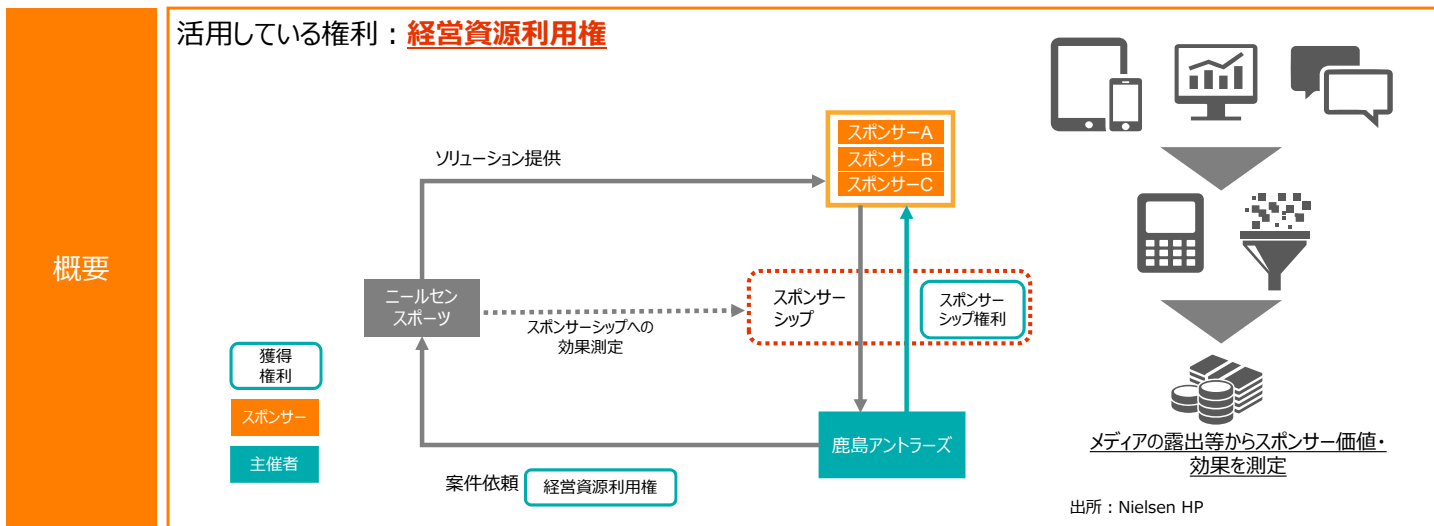 概要
活用している権利：経営資源利用権
スポンサーA
スポンサーB
スポンサーC
ソリューション提供
ニールセン
スポーツ
スポンサーシップへの
効果測定
スポンサー
シップ
スポンサー
シップ権利
獲得
権利
スポンサー
主催者
鹿島アントラーズ
案件依頼
経営資源利用権
メディアの露出等からスポンサー価値・
効果を測定
出所：Nielsen HP